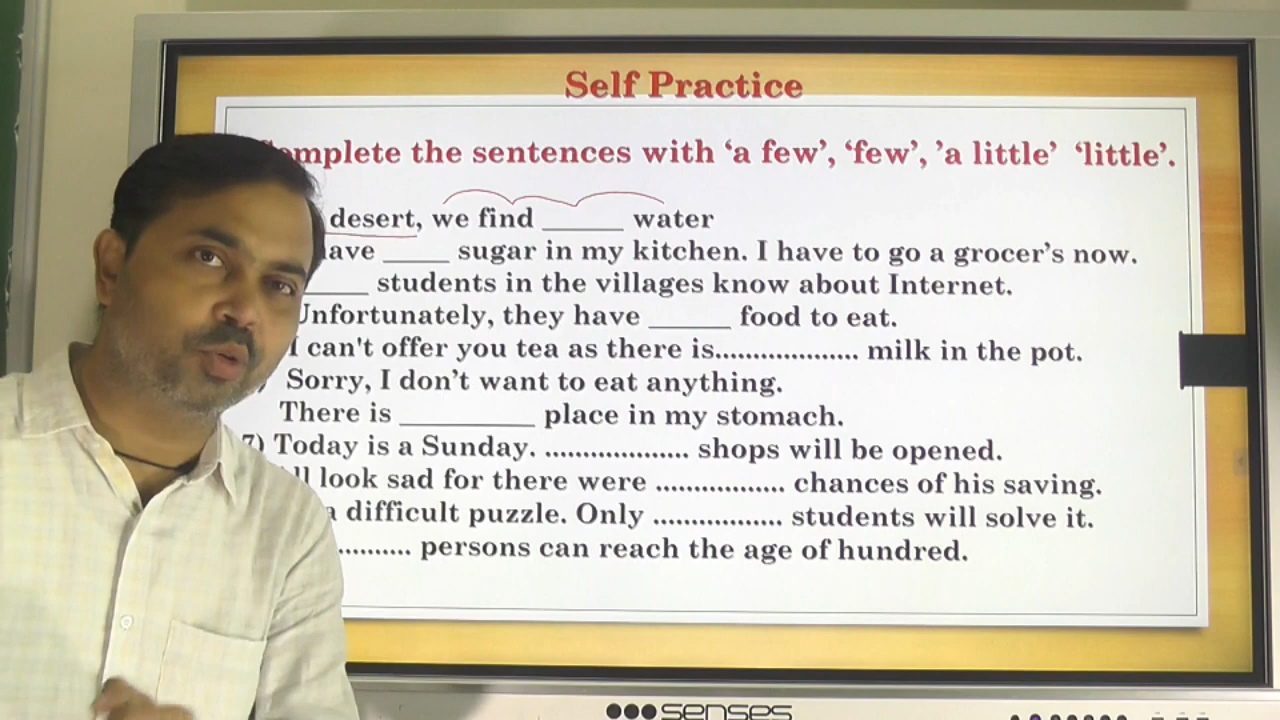 Self Practice
Complete the sentences with ‘a few’, ‘few’, ’a little’ ‘little’.
desert, we find ______ water
have _____ sugar in my kitchen. I have to go a grocer’s now.
_____ students in the villages know about Internet.
Unfortunately, they have ______ food to eat.
I can't offer you tea as there is................... milk in the pot.
) Sorry, I don’t want to eat anything.
There is __________ place in my stomach.
7) Today is a Sunday. ................... shops will be opened.
All look sad for there were ................. chances of his saving.
a difficult puzzle. Only ................. students will solve it.
.......... persons can reach the age of hundred.
senses